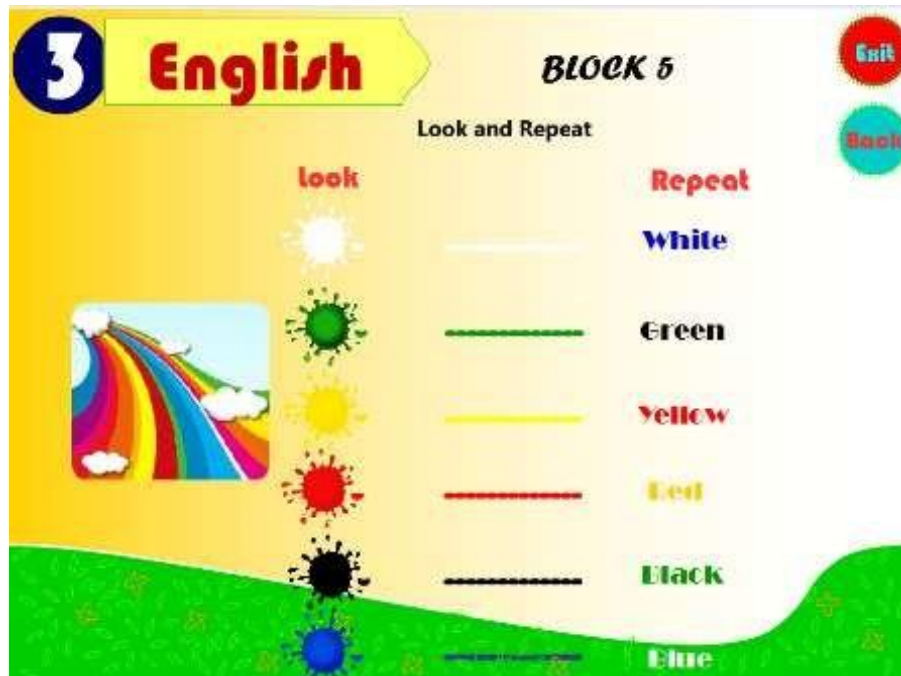 3 English BLOCK 5 Exit
Look and Repeat
Back
Look Repeat
White
Green
Yellow
Red
Black
Blue